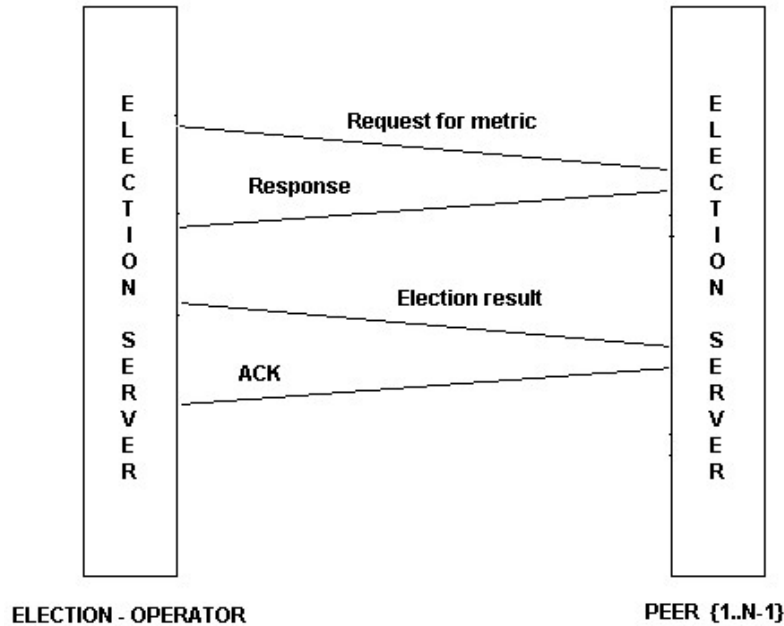 ELECTION SERVER
ELECTION SERVER
Request for metric
Response
Election result
ACK
ELECTION - OPERATOR
PEER {1..N-1}